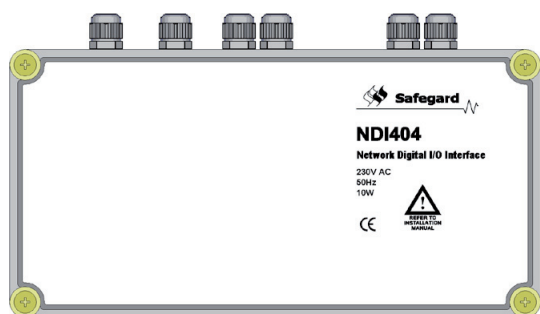 Safegard
NDI404
Network Digital I/O Interface
230V AC
50Hz
10W
!
REFER TO
INSTALLATION
MANUAL
CE